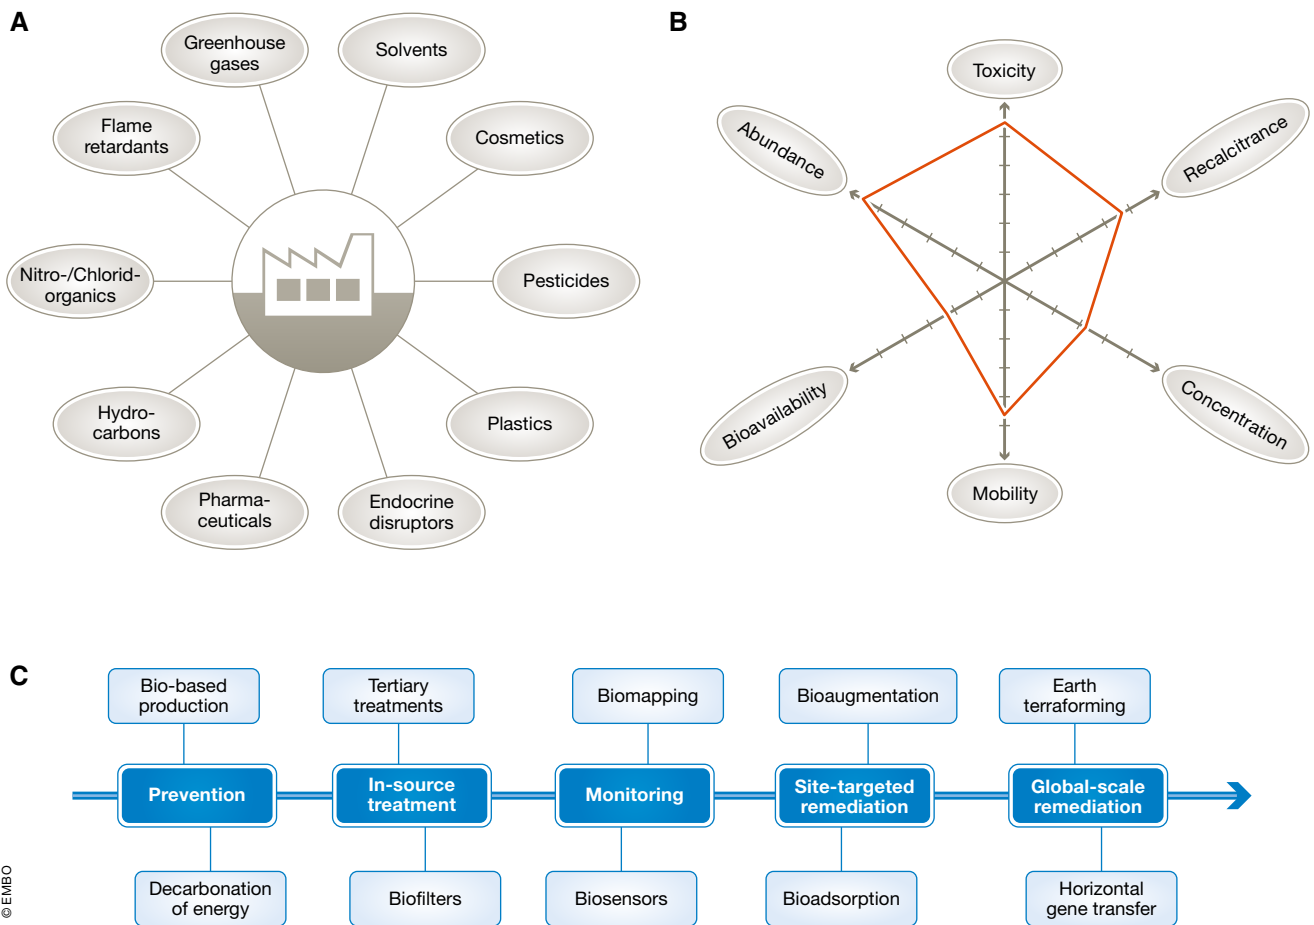 A
Greenhouse
gases
Solvents
Flame
retardants
Cosmetics
Nitro-/Chlorid-
organics
Pesticides
Hydro-
carbons
Plastics
Pharma-
ceuticals
Endocrine
disruptors
B
Toxicity
Abundance
Recalcitrance
Bioavailability
Concentration
Mobility
C
Bio-based
production
Tertiary
treatments
Biomapping
Bioaugmentation
Earth
terraforming
Prevention
In-source
treatment
Monitoring
Site-targeted
remediation
Global-scale
remediation
Decarbonation
of energy
Biofilters
Biosensors
Bioadsorption
Horizontal
gene transfer
© EMBO